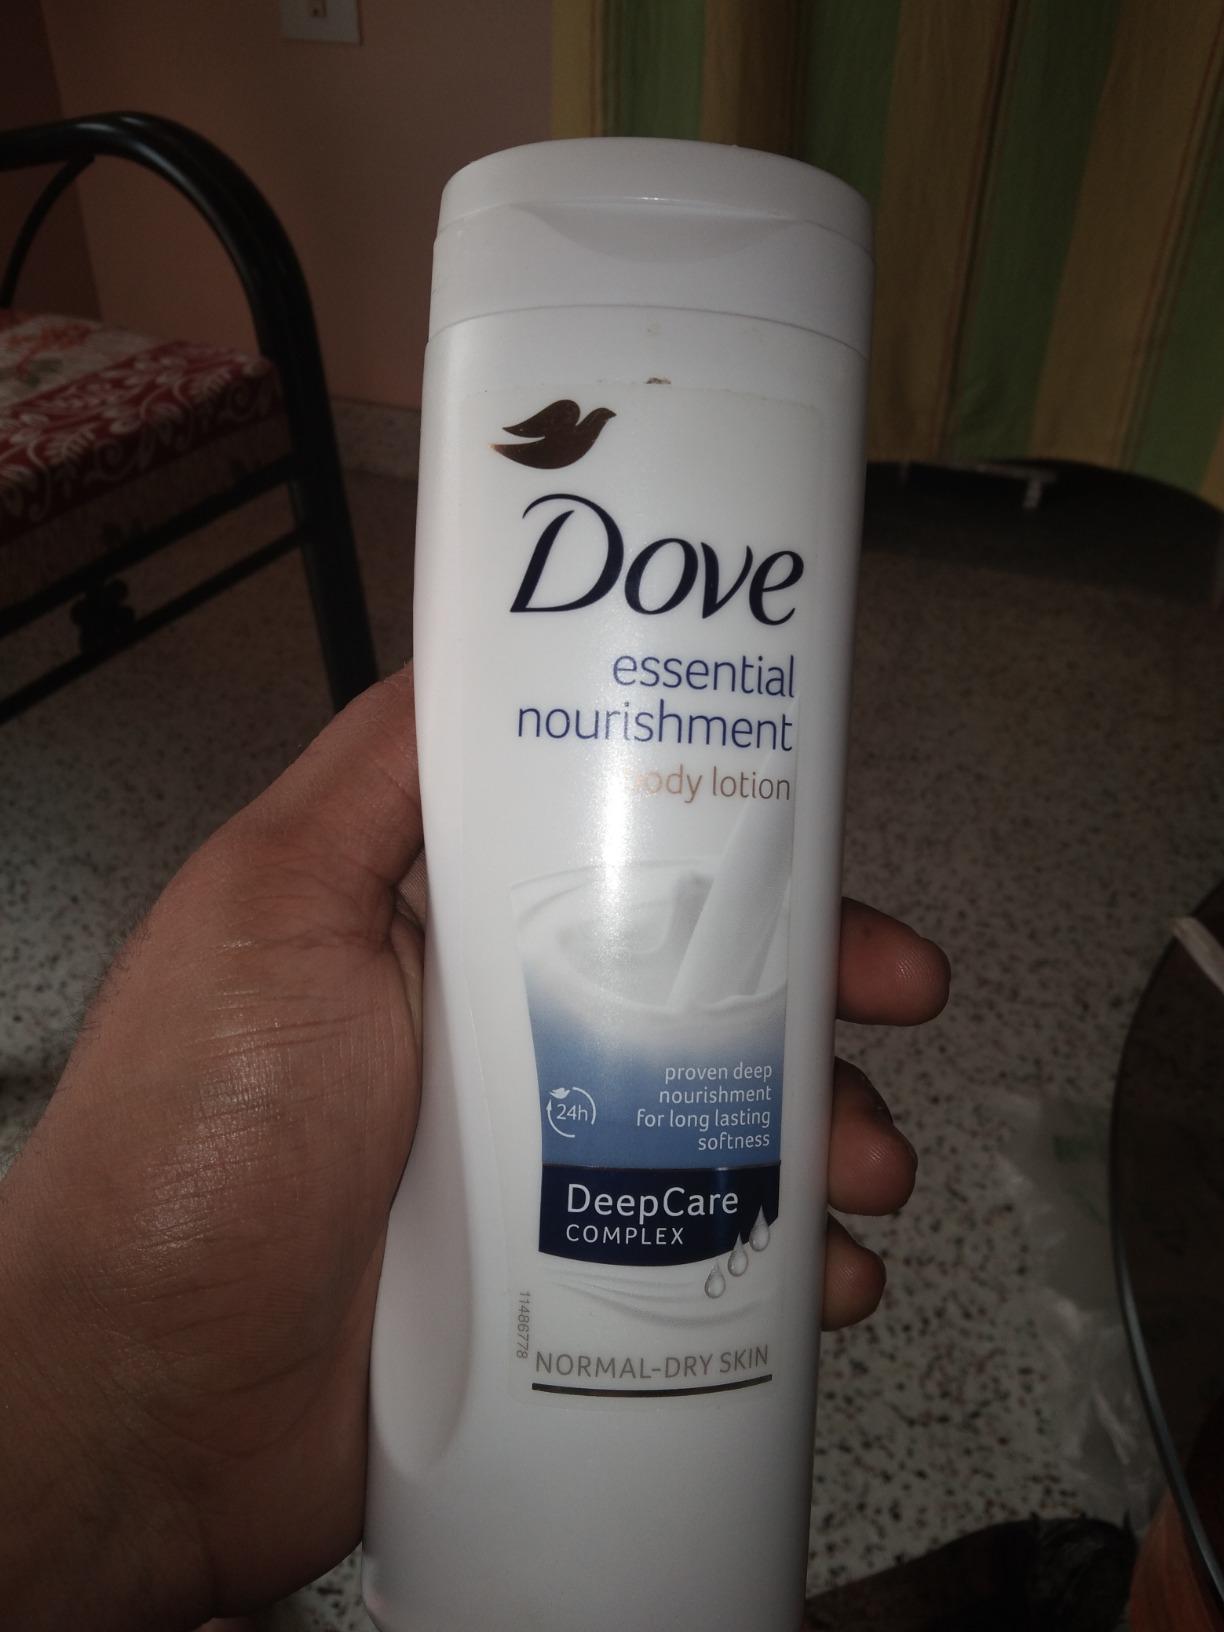 Dove
essential
nourishment
body lotion
proven deep
nourishment
for long lasting
softness
24h
DeepCare
COMPLEX
11486778
NORMAL-DRY SKIN